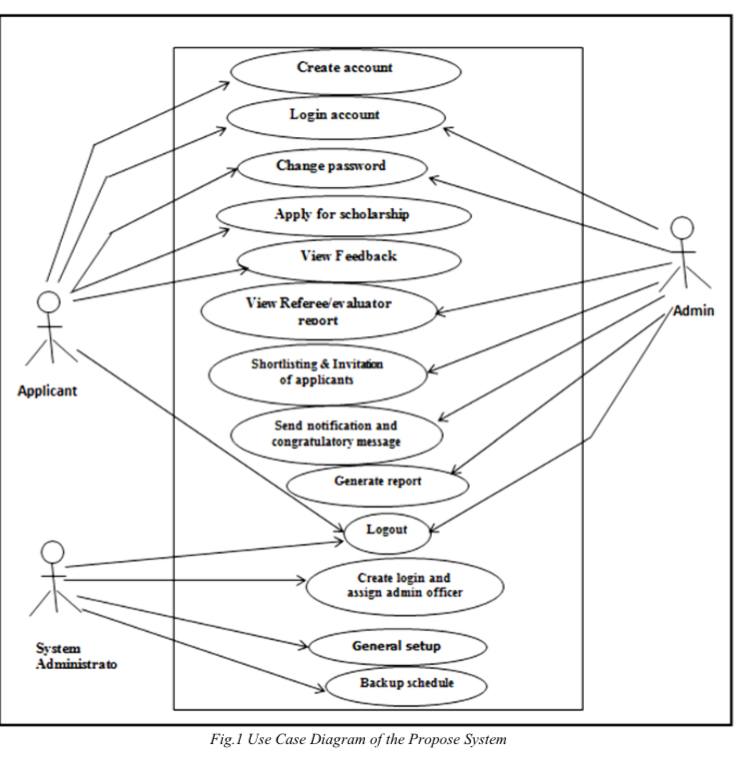 Create account
Login account
Change password
Apply for scholarship
View Feedback
View Referee/evaluator
report
Admin
Shortlisting & Invitation
of applicants
Applicant
Send notification and
congratulatory message
Generate report
Logout
Create login and
assign admin officer
System
Administrato
General setup
Backup schedule
Fig.1 Use Case Diagram of the Propose System